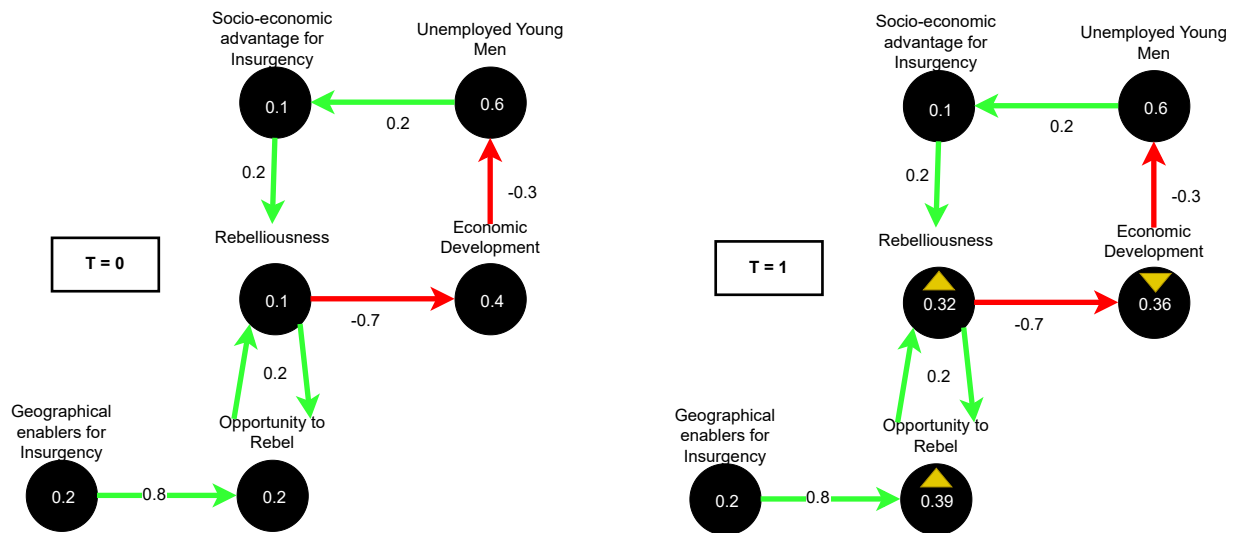 Socio-economic
advantage for
Insurgency
Unemployed Young
Men
0.1
0.6
0.2
0.2
-0.3
Rebelliousness
Economic
Development
T = 0
0.1
0.4
-0.7
0.2
Geographical
enablers for
Insurgency
Opportunity to
Rebel
0.2
0.8
0.2
Socio-economic
advantage for
Insurgency
Unemployed Young
Men
0.1
0.6
0.2
0.2
-0.3
Rebelliousness
Economic
Development
T = 1
0.32
0.36
-0.7
0.2
Geographical
enablers for
Insurgency
Opportunity to
Rebel
0.2
0.8
0.39